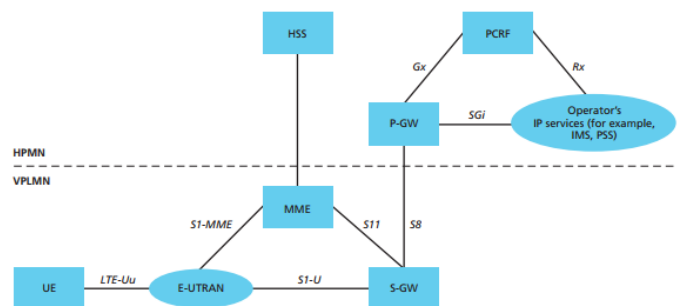 HSS
PCRF
Gx
Rx
P-GW
SGi
Operator's
IP services (for example,
IMS, PSS)
HPMN
VPLMN
MME
S1-MME
S11
S8
UE
LTE-Uu
E-UTRAN
S1-U
S-GW